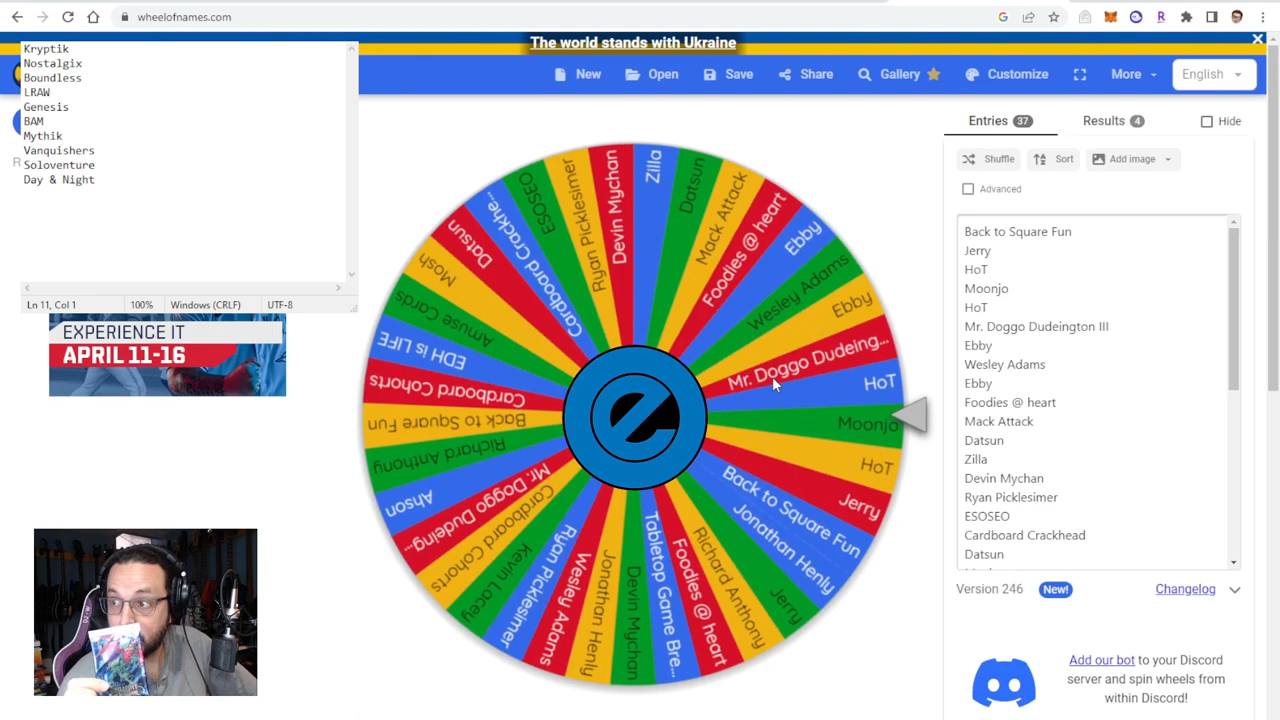 wheelofnames.com
The world stands with Ukraine
Kryptik
Nostalgix
Boundless
LRAW
Genesis
BAM
Mythik
Vanquishers
Soloventure
Day & Night
Ln 11, Col 1 100% Windows (CRLF) UTF-8
New Open Save Share Gallery Customize More English
EXPERIENCE IT
APRIL 11-16
Zilla
Datsun
Mack Attack
Foodies @ heart
Ebby
Wesley Adams
Ebby
Mr. Doggo Dudeing...
HoT
Moonjo
HoT
Jerry
Back to Square Fun
Jonathan Henly
Jerry
Richard Anthony
Foodies @ heart
Tabletop Game Bre...
Devin Mychan
Jonathan Henly
Wesley Adams
Ryan Picklesimer
Kevin Lacey
Cardboard Cohorts
Mr. Doggo Dudeing...
Ahson
Richard Anthony
Back to Square Fun
Cardboard Cohorts
EDH is LIFE
Amuse Cards
Mosh
Datsun
Cardboard Crackhe...
ESOSEO
Ryan Picklesimer
Devin Mychan
Entries 37 Results 4 Hide
Shuffle Sort Add image
Advanced
Back to Square Fun
Jerry
HoT
Moonjo
HoT
Mr. Doggo Dudeington III
Ebby
Wesley Adams
Ebby
Foodies @ heart
Mack Attack
Datsun
Zilla
Devin Mychan
Ryan Picklesimer
ESOSEO
Cardboard Crackhead
Datsun
Version 246 New! Changelog
Add our bot to your Discord
server and spin wheels from
within Discord!